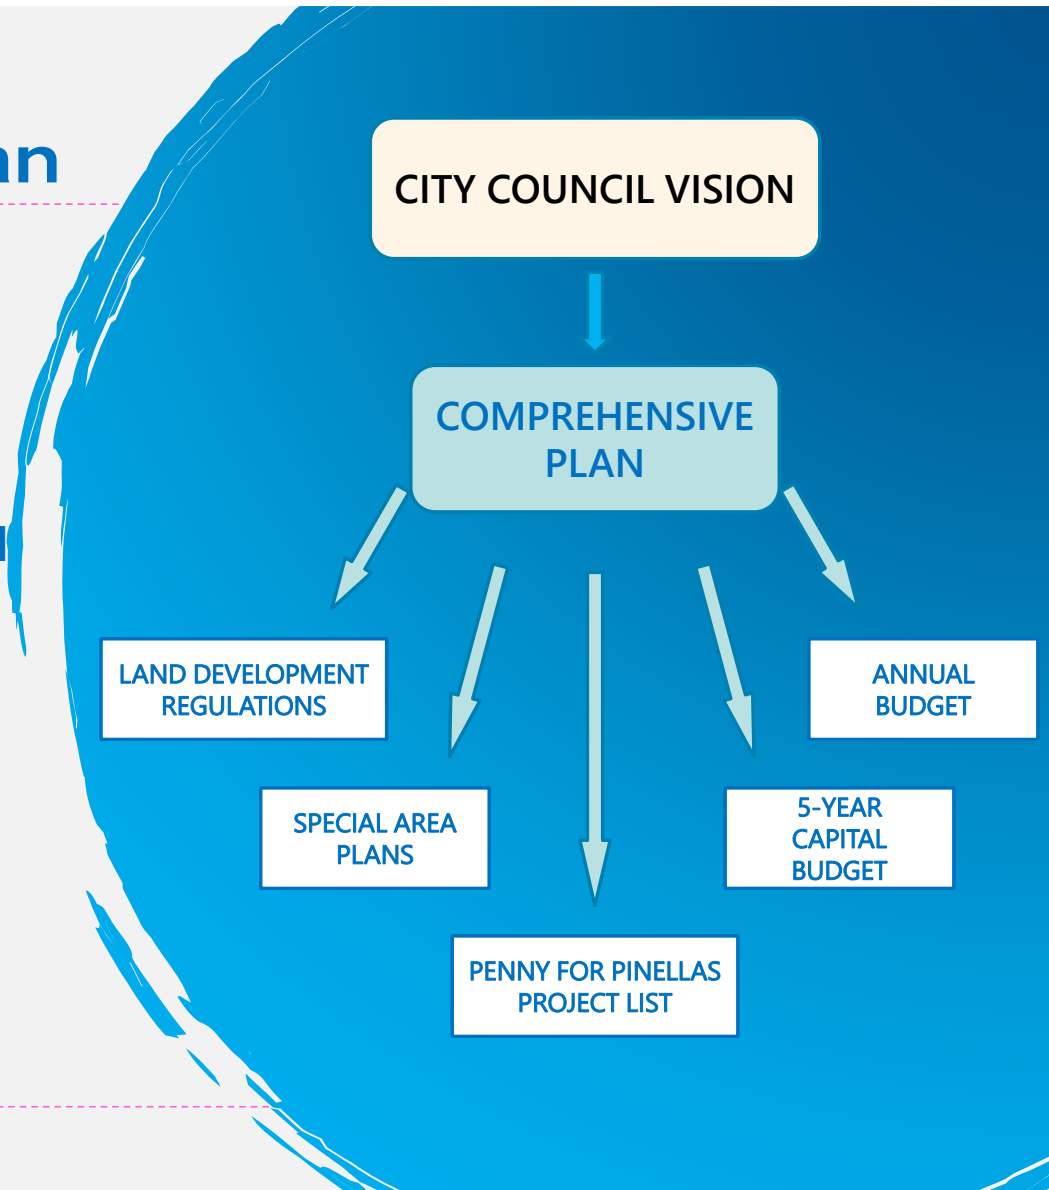 an
CITY COUNCIL VISION
COMPREHENSIVE
PLAN
LAND DEVELOPMENT
REGULATIONS
ANNUAL
BUDGET
SPECIAL AREA
PLANS
5-YEAR
CAPITAL
BUDGET
PENNY FOR PINELLAS
PROJECT LIST